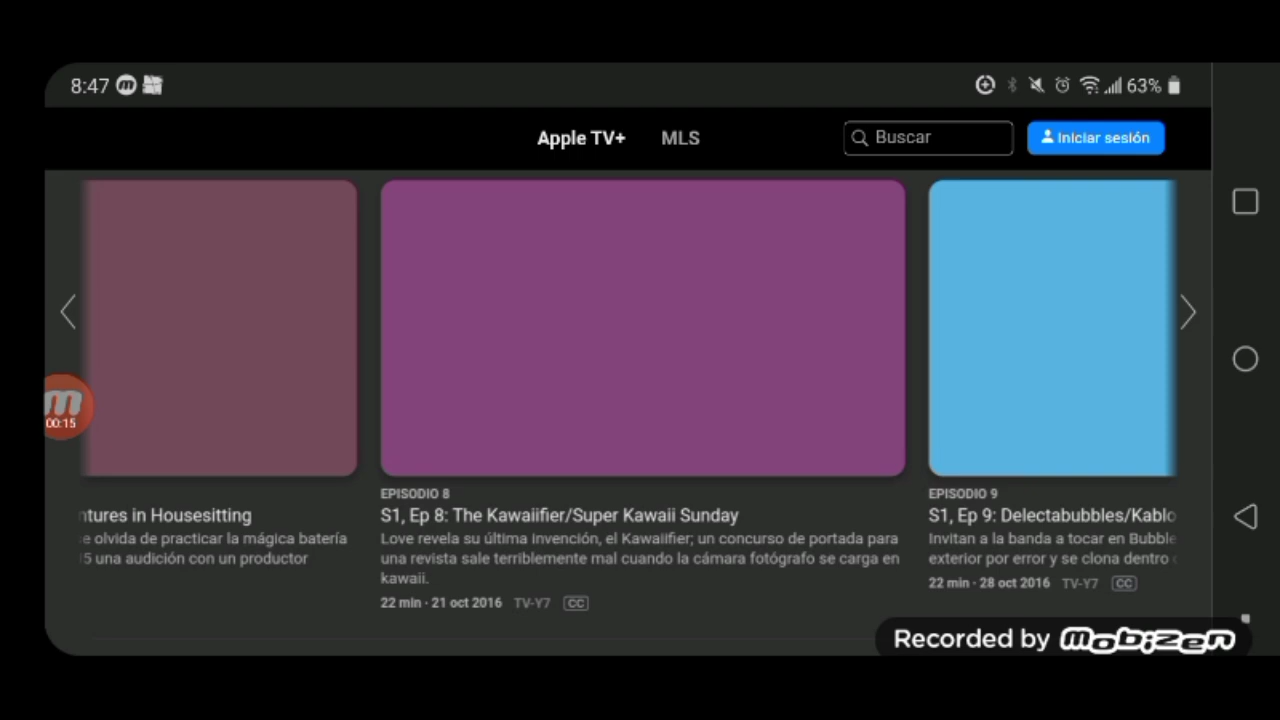 8:47
63%
Apple TV+
MLS
Buscar
Iniciar sesión
00:15
ntures in Housesitting
se olvida de practicar la mágica batería
15 una audición con un productor
EPISODIO 8
S1, Ep 8: The Kawaiifier/Super Kawaii Sunday
Love revela su última invención, el Kawaiifier; un concurso de portada para
una revista sale terriblemente mal cuando la cámara fotógrafo se carga en
kawaii.
22 min · 21 oct 2016 TV-Y7 CC
EPISODIO 9
S1, Ep 9: Delectabubbles/Kablo
Invitan a la banda a tocar en Bubble
exterior por error y se clona dentro
22 min · 28 oct 2016 TV-Y7 CC
Recorded by Mobizen